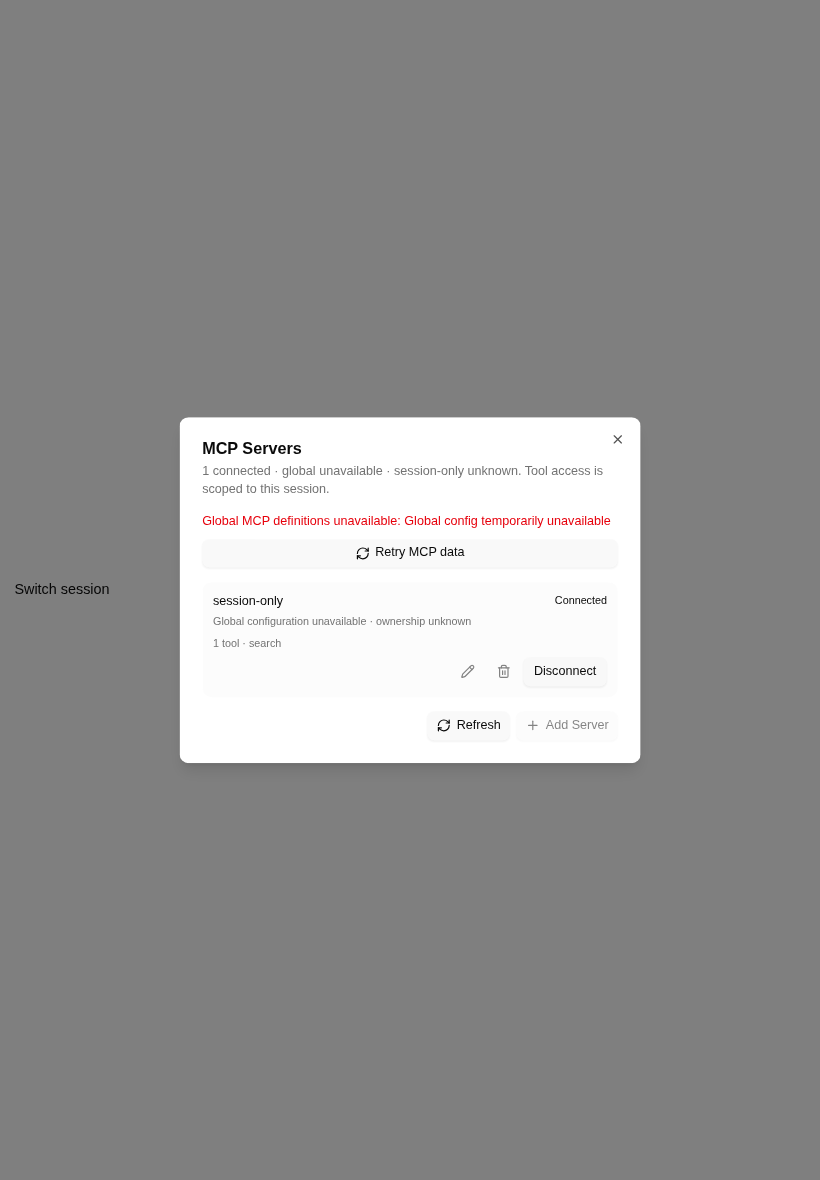 MCP Servers
1 connected · global unavailable · session-only unknown. Tool access is
scoped to this session.
Global MCP definitions unavailable: Global config temporarily unavailable
Retry MCP data
Switch session
session-only
Connected
Global configuration unavailable · ownership unknown
1 tool · search
Disconnect
Refresh
Add Server